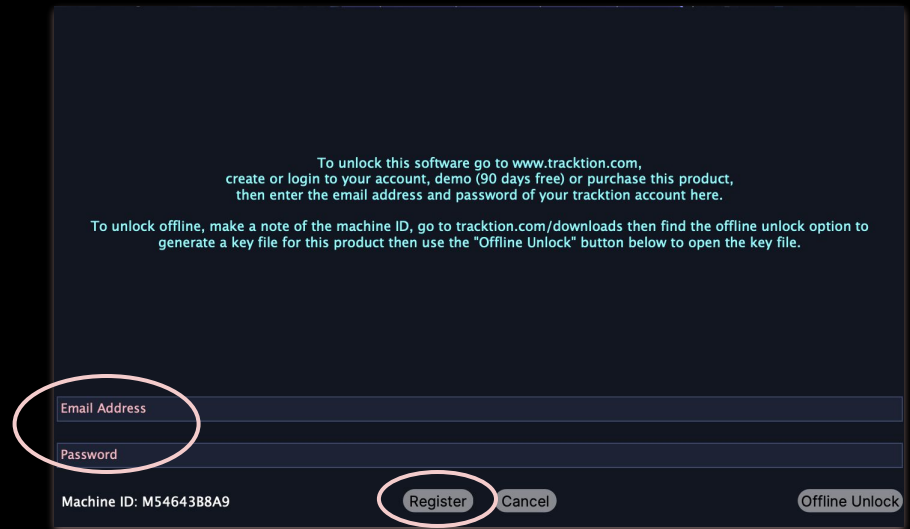 To unlock this software go to www.tracktion.com,
create or login to your account, demo (90 days free) or purchase this product,
then enter the email address and password of your tracktion account here.
To unlock offline, make a note of the machine ID, go to tracktion.com/downloads then find the offline unlock option to
generate a key file for this product then use the "Offline Unlock" button below to open the key file.
Email Address
Password
Machine ID: M54643B8A9 Register Cancel Offline Unlock